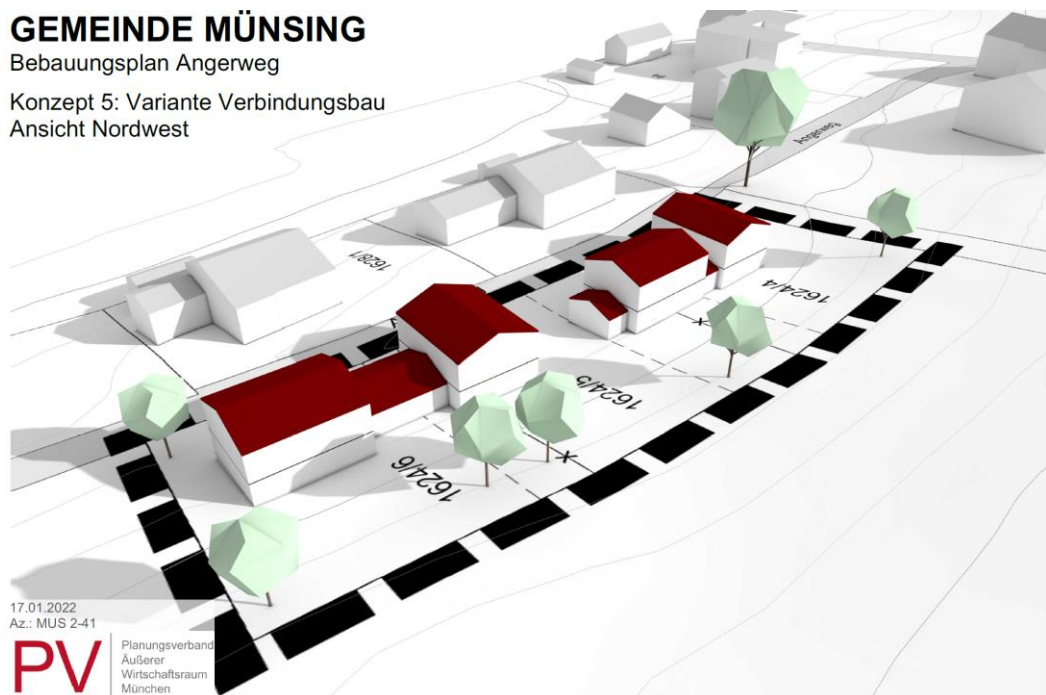 GEMEINDE MÜNSING
Bebauungsplan Angerweg
Konzept 5: Variante Verbindungsbau
Ansicht Nordwest
Angerweg
1628/1
1624/4
1624/5
1624/6
17.01.2022
Az.: MUS 2-41
PV
Planungsverband
Äußerer
Wirtschaftsraum
München